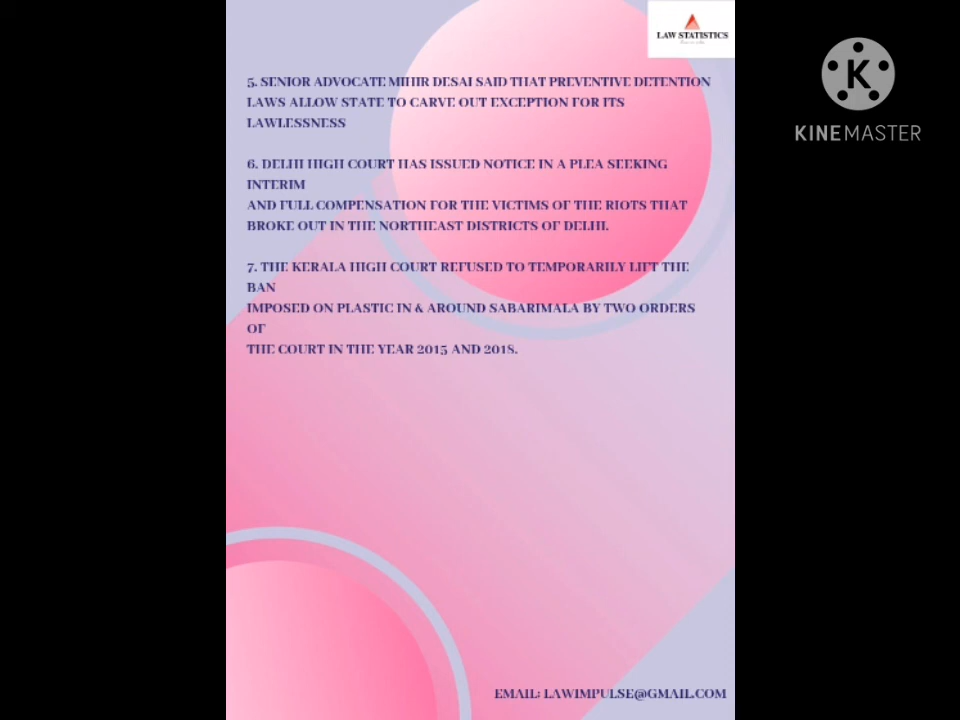 LAW STATISTICS
K
KINEMASTER
5. SENIOR ADVOCATE MIHIR DESAI SAID THAT PREVENTIVE DETENTION
LAWS ALLOW STATE TO CARVE OUT EXCEPTION FOR ITS
LAWLESSNESS
6. DELHI HIGH COURT HAS ISSUED NOTICE IN A PLEA SEEKING
INTERIM
AND FULL COMPENSATION FOR THE VICTIMS OF THE RIOTS THAT
BROKE OUT IN THE NORTHEAST DISTRICTS OF DELHI.
7. THE KERALA HIGH COURT REFUSED TO TEMPORARILY LIFT THE
BAN
IMPOSED ON PLASTIC IN & AROUND SABARIMALA BY TWO ORDERS
OF
THE COURT IN THE YEAR 2015 AND 2018.
EMAIL: LAWIMPULSE@GMAIL.COM